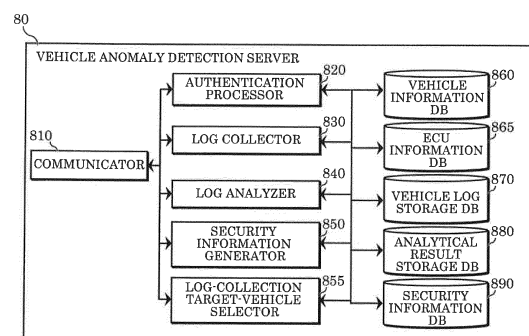 80
VEHICLE ANOMALY DETECTION SERVER
810
COMMUNICATOR
820
AUTHENTICATION
PROCESSOR
830
LOG COLLECTOR
840
LOG ANALYZER
850
SECURITY
INFORMATION
GENERATOR
855
LOG-COLLECTION
TARGET-VEHICLE
SELECTOR
860
VEHICLE
INFORMATION
DB
865
ECU
INFORMATION
DB
870
VEHICLE LOG
STORAGE DB
880
ANALYTICAL
RESULT
STORAGE DB
890
SECURITY
INFORMATION
DB